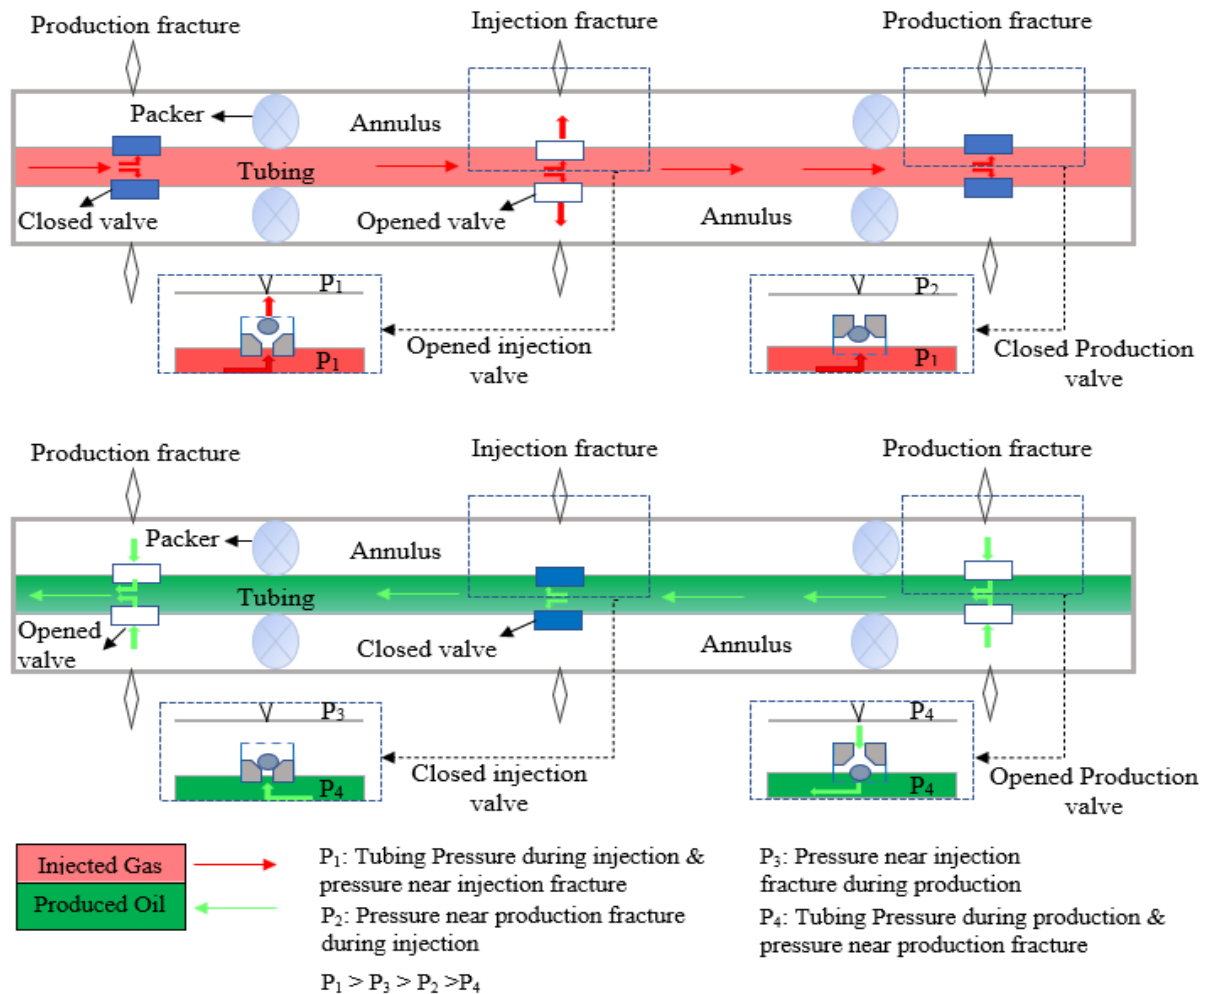 Production fracture
Injection fracture
Production fracture
Packer
Annulus
Tubing
Closed valve
Opened valve
Annulus
P₁
P₁
Opened injection
valve
P₂
P₁
Closed Production
valve
Production fracture
Injection fracture
Production fracture
Packer
Annulus
Tubing
Opened
valve
Closed valve
Annulus
P₃
P₄
Closed injection
valve
P₄
P₄
Opened Production
valve
Injected Gas
Produced Oil
P₁: Tubing Pressure during injection &
pressure near injection fracture
P₂: Pressure near production fracture
during injection
P₁ > P₃ > P₂ >P₄
P₃: Pressure near injection
fracture during production
P₄: Tubing Pressure during production &
pressure near production fracture